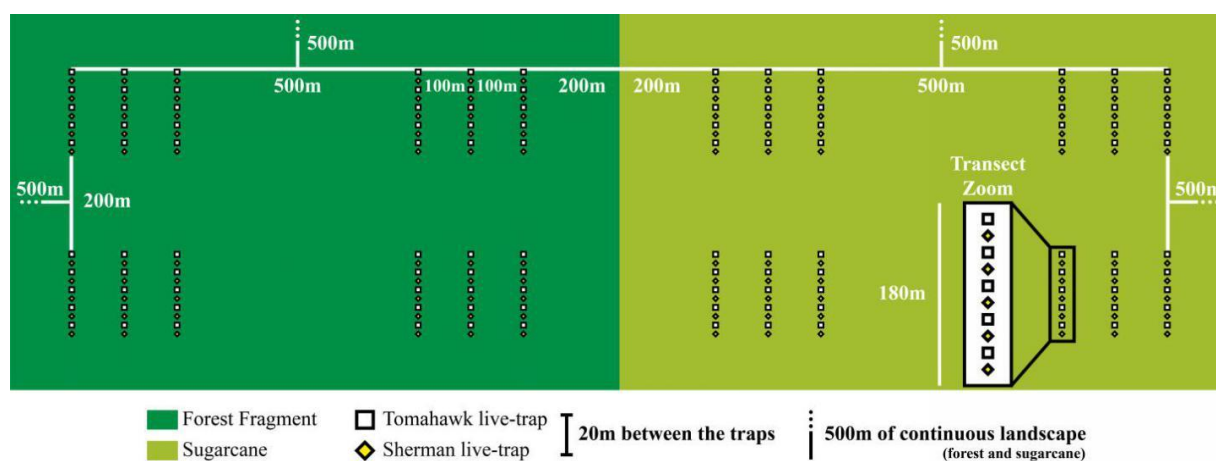 500m
500m
500m
100m
100m
200m
200m
500m
500m
200m
Transect
Zoom
500m
180m
Forest Fragment
Sugarcane
Tomahawk live-trap
Sherman live-trap
20m between the traps
500m of continuous landscape
(forest and sugarcane)